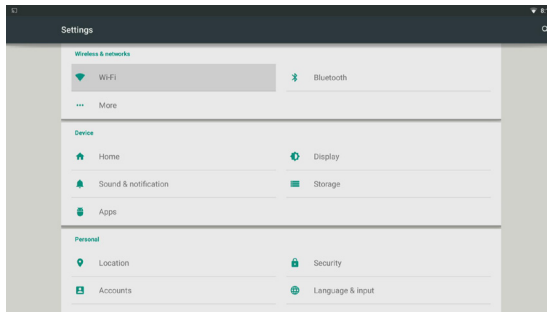 Settings
Wireless & networks
Wi-Fi
Bluetooth
More
Device
Home
Display
Sound & notification
Storage
Apps
Personal
Location
Security
Accounts
Language & input